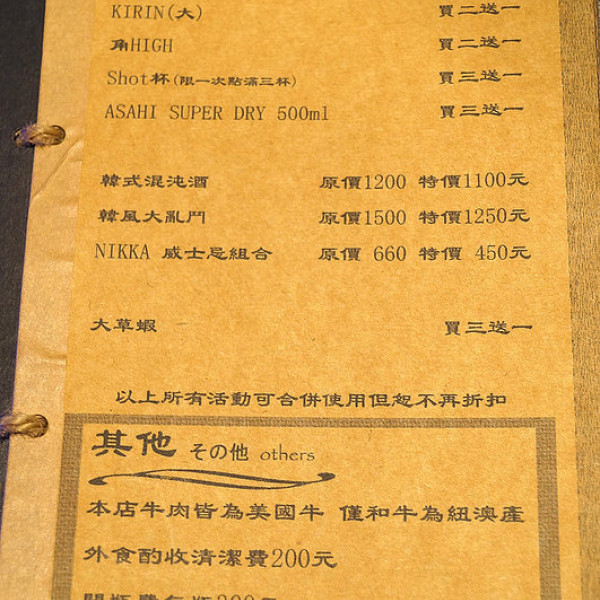 KIRIN(大) 買二送一
角HIGH 買二送一
Shot杯(限一次點滿三杯) 買三送一
ASAHI SUPER DRY 500ml 買三送一
韓式混沌酒 原價1200 特價1100元
韓風大亂鬥 原價1500 特價1250元
NIKKA 威士忌組合 原價 660 特價 450元
大草蝦 買三送一
以上所有活動可合併使用但恕不再折扣
其他 その他 others
本店牛肉皆為美國牛 僅和牛為紐澳產
外食酌收清潔費200元